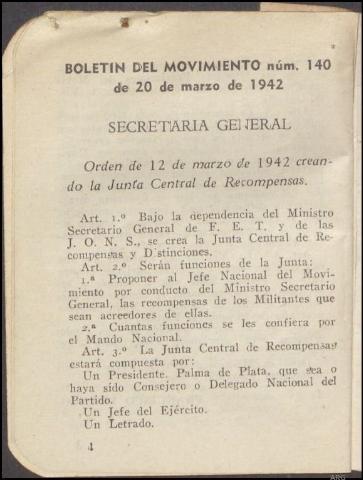 BOLETIN DEL MOVIMIENTO núm. 140
de 20 de marzo de 1942
SECRETARIA GENERAL
Orden de 12 de marzo de 1942 crean-
do la Junta Central de Recompensas.
Art. 1.º Bajo la dependencia del Ministro
Secretario General de F. E. T. y de las
J. O. N. S., se crea la Junta Central de Re-
compensas y Distinciones.
Art. 2.º Serán funciones de la Junta:
1.ª Proponer al Jefe Nacional del Movi-
miento por conducto del Ministro Secretario
General, las recompensas de los Militantes que
sean acreedores de ellas.
2.ª Cuantas funciones se les confiera por
el Mando Nacional.
Art. 3.º La Junta Central de Recompensas
estará compuesta por:
Un Presidente. Palma de Plata, que sea o
haya sido Consejero o Delegado Nacional del
Partido.
Un Jefe del Ejército.
Un Letrado.
4
ARG